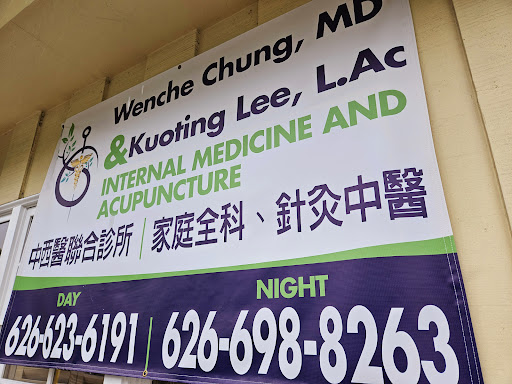 Wenche Chung, MD
& Kuoting Lee, L.Ac
INTERNAL MEDICINE AND
ACUPUNCTURE
中西醫聯合診所 | 家庭全科、針灸中醫
DAY NIGHT
626-623-6191 | 626-698-8263